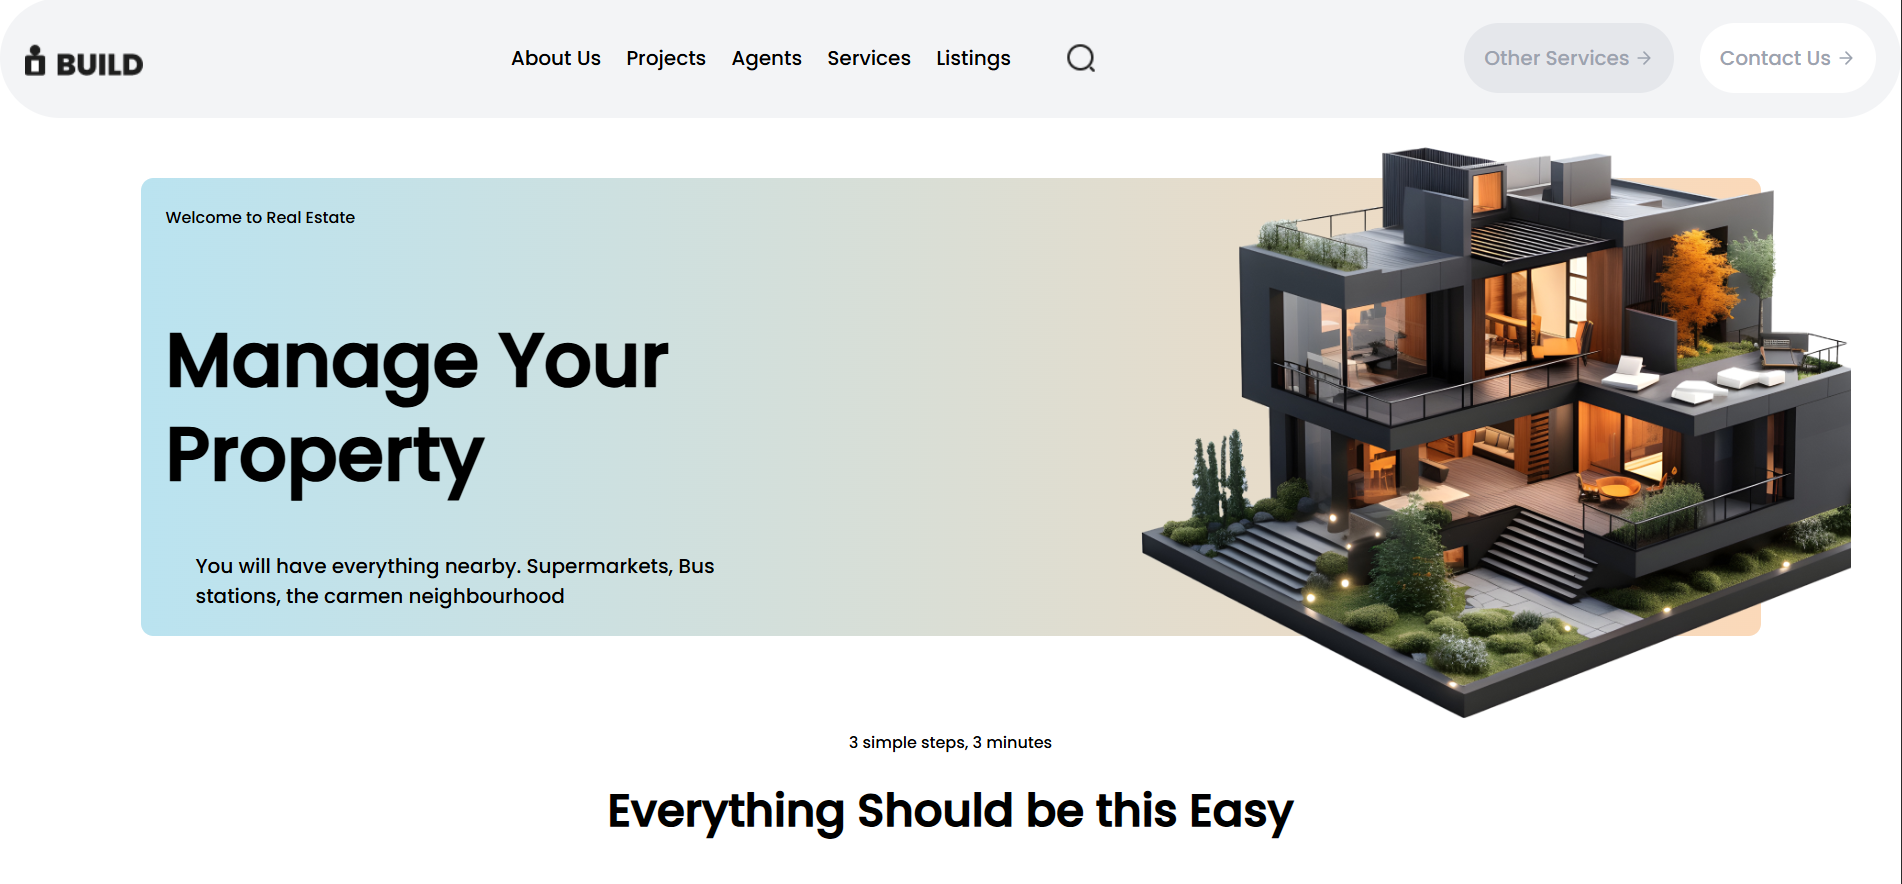 BUILD
About Us Projects Agents Services Listings
Other Services → Contact Us →
Welcome to Real Estate
Manage Your
Property
You will have everything nearby. Supermarkets, Bus
stations, the carmen neighbourhood
3 simple steps, 3 minutes
Everything Should be this Easy